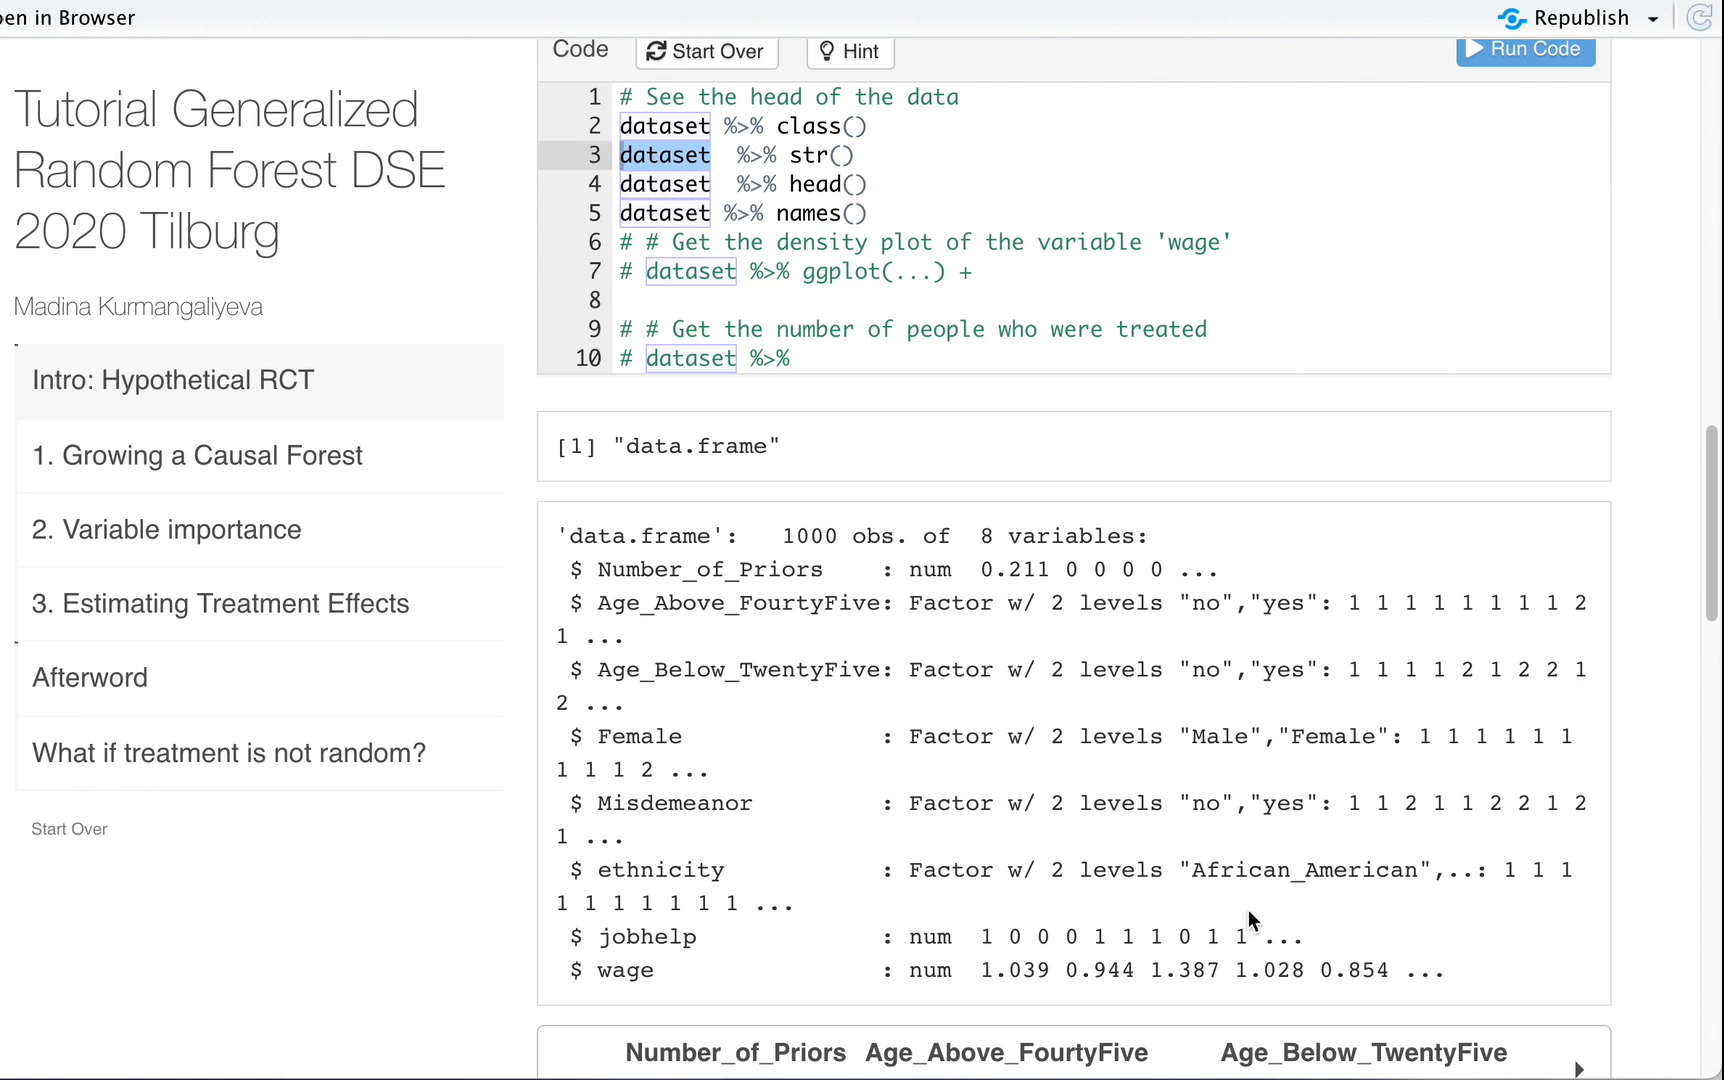 pen in Browser
Republish
Code
Start Over
Hint
Run Code
Tutorial Generalized
Random Forest DSE
2020 Tilburg
Madina Kurmangaliyeva
Intro: Hypothetical RCT
1. Growing a Causal Forest
2. Variable importance
3. Estimating Treatment Effects
Afterword
What if treatment is not random?
Start Over
1 # See the head of the data
2 dataset %>% class()
3 dataset  %>% str()
4 dataset  %>% head()
5 dataset %>% names()
6 # # Get the density plot of the variable 'wage'
7 # dataset %>% ggplot(...) +
8
9 # # Get the number of people who were treated
10 # dataset %>%
[1] "data.frame"
'data.frame':   1000 obs. of  8 variables:
 $ Number_of_Priors    : num  0.211 0 0 0 0 ...
 $ Age_Above_FourtyFive: Factor w/ 2 levels "no","yes": 1 1 1 1 1 1 1 1 2
1 ...
 $ Age_Below_TwentyFive: Factor w/ 2 levels "no","yes": 1 1 1 1 2 1 2 2 1
2 ...
 $ Female              : Factor w/ 2 levels "Male","Female": 1 1 1 1 1 1
1 1 1 2 ...
 $ Misdemeanor         : Factor w/ 2 levels "no","yes": 1 1 2 1 1 2 2 1 2
1 ...
 $ ethnicity           : Factor w/ 2 levels "African_American",..: 1 1 1
1 1 1 1 1 1 1 ...
 $ jobhelp             : num  1 0 0 0 1 1 1 0 1 1 ...
 $ wage                : num  1.039 0.944 1.387 1.028 0.854 ...
Number_of_Priors Age_Above_FourtyFive Age_Below_TwentyFive